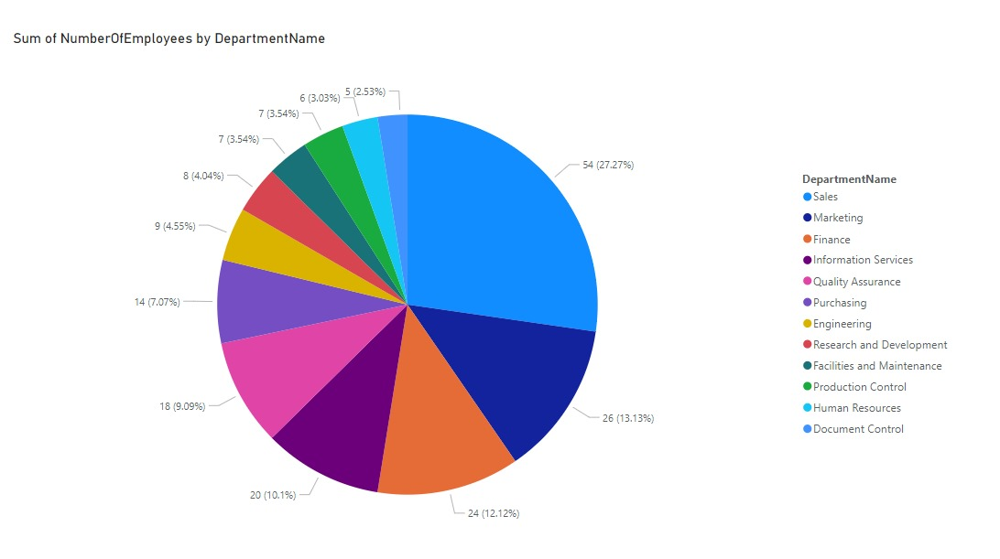 Sum of NumberOfEmployees by DepartmentName
5 (2.53%)
6 (3.03%)
7 (3.54%)
7 (3.54%)
8 (4.04%)
9 (4.55%)
14 (7.07%)
18 (9.09%)
20 (10.1%)
24 (12.12%)
26 (13.13%)
54 (27.27%)
DepartmentName
Sales
Marketing
Finance
Information Services
Quality Assurance
Purchasing
Engineering
Research and Development
Facilities and Maintenance
Production Control
Human Resources
Document Control